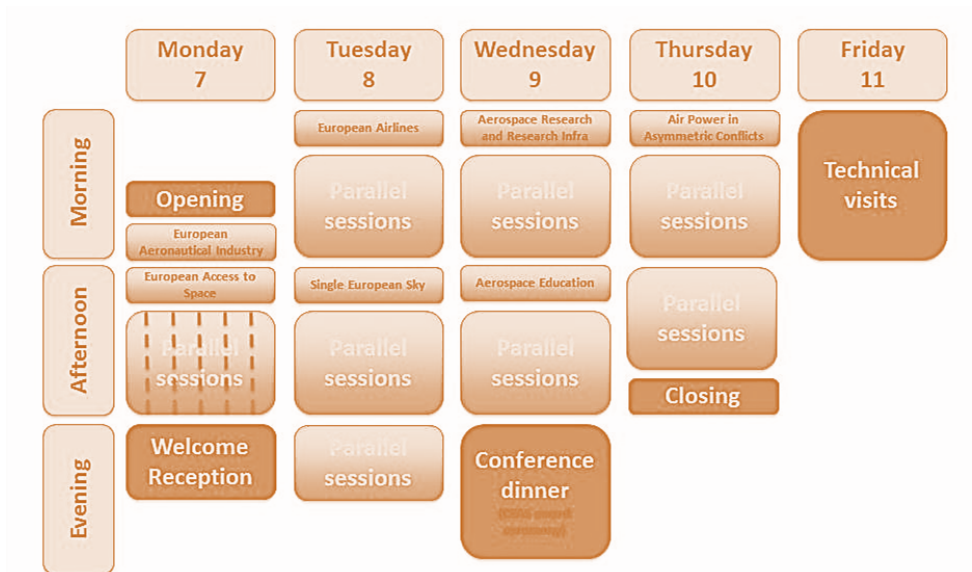 Monday
7
Tuesday
8
Wednesday
9
Thursday
10
Friday
11
Morning
Opening
European
Aeronautical Industry
European Airlines
Parallel
sessions
Aerospace Research
and Research Infra
Parallel
sessions
Air Power in
Asymmetric Conflicts
Parallel
sessions
Technical
visits
Afternoon
European Access to
Space
Parallel
sessions
Single European Sky
Parallel
sessions
Aerospace Education
Parallel
sessions
Parallel
sessions
Closing
Evening
Welcome
Reception
Parallel
sessions
Conference
dinner